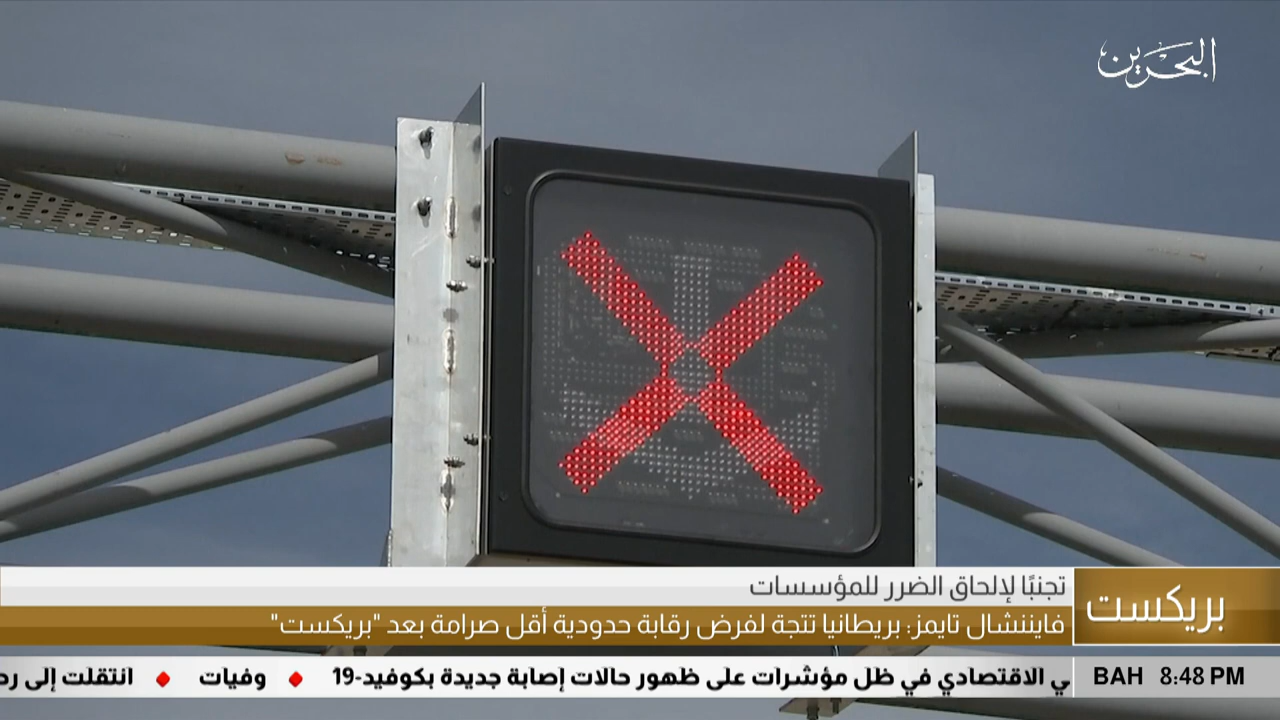 البحرين
تجنبًا لإلحاق الضرر للمؤسسات
بريكست
فايننشال تايمز: بريطانيا تتجة لفرض رقابة حدودية أقل صرامة بعد "بريكست"
BAH 8:48 PM
الاقتصادي في ظل مؤشرات على ظهور حالات إصابة جديدة بكوفيد-19 ♦ وفيات ♦ انتقلت إلى